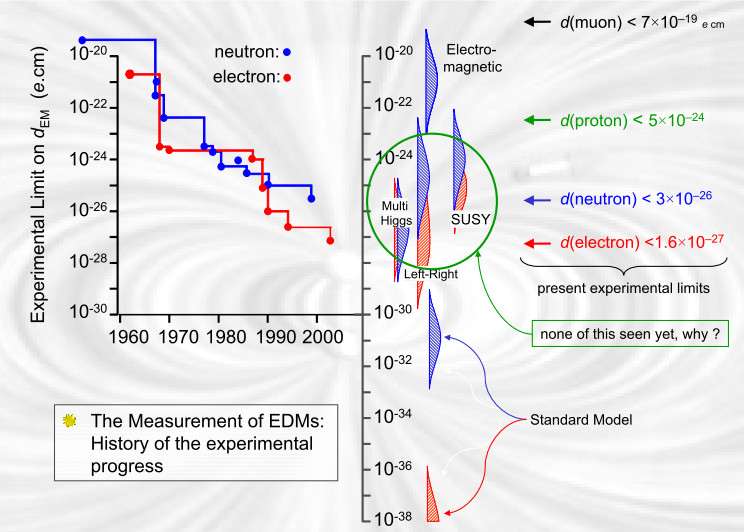 Experimental Limit on dEM (e.cm)
10–20
10–22
10–24
10–26
10–28
10–30
1960 1970 1980 1990 2000
neutron:
electron:
The Measurement of EDMs:
History of the experimental
progress
10-20
10-22
10-24
10-26
10-28
10-30
10-32
10-34
10-36
10-38
Electro-
magnetic
Multi
Higgs
SUSY
Left-Right
Standard Model
d(muon) < 7×10–19 e cm
d(proton) < 5×10–24
d(neutron) < 3×10–26
d(electron) <1.6×10–27
present experimental limits
none of this seen yet, why ?